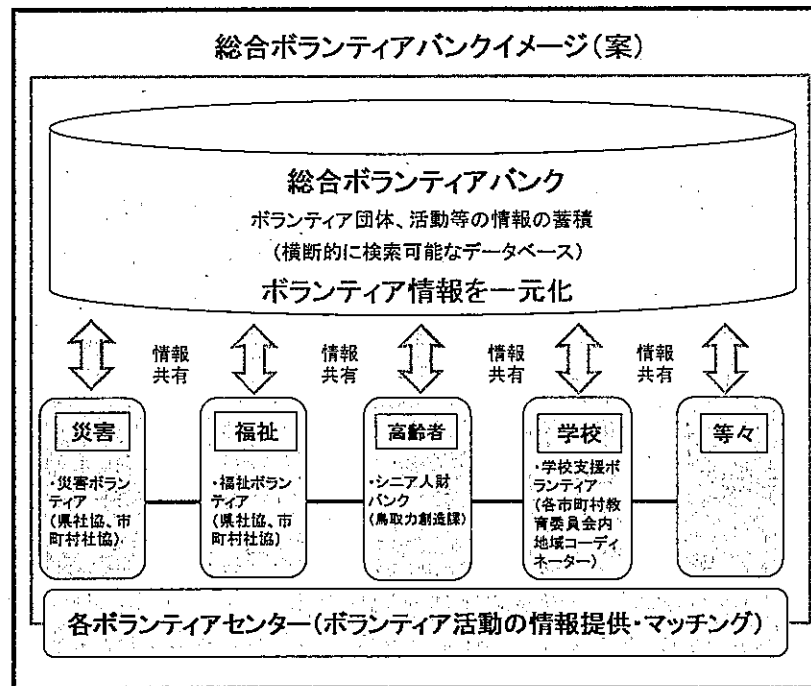 総合ボランティアバンクイメージ(案)
総合ボランティアバンク
ボランティア団体、活動等の情報の蓄積
(横断的に検索可能なデータベース)
ボランティア情報を一元化
情報
共有
情報
共有
情報
共有
情報
共有
災害
・災害ボラン
ティア
(県社協、市
町村社協)
福祉
・福祉ボラン
ティア
(県社協、市
町村社協)
高齢者
・シニア人財
バンク
(鳥取力創造課)
学校
・学校支援ボ
ランティア
(各市町村教
育委員会内
地域コーディ
ネーター)
等々
各ボランティアセンター(ボランティア活動の情報提供・マッチング)